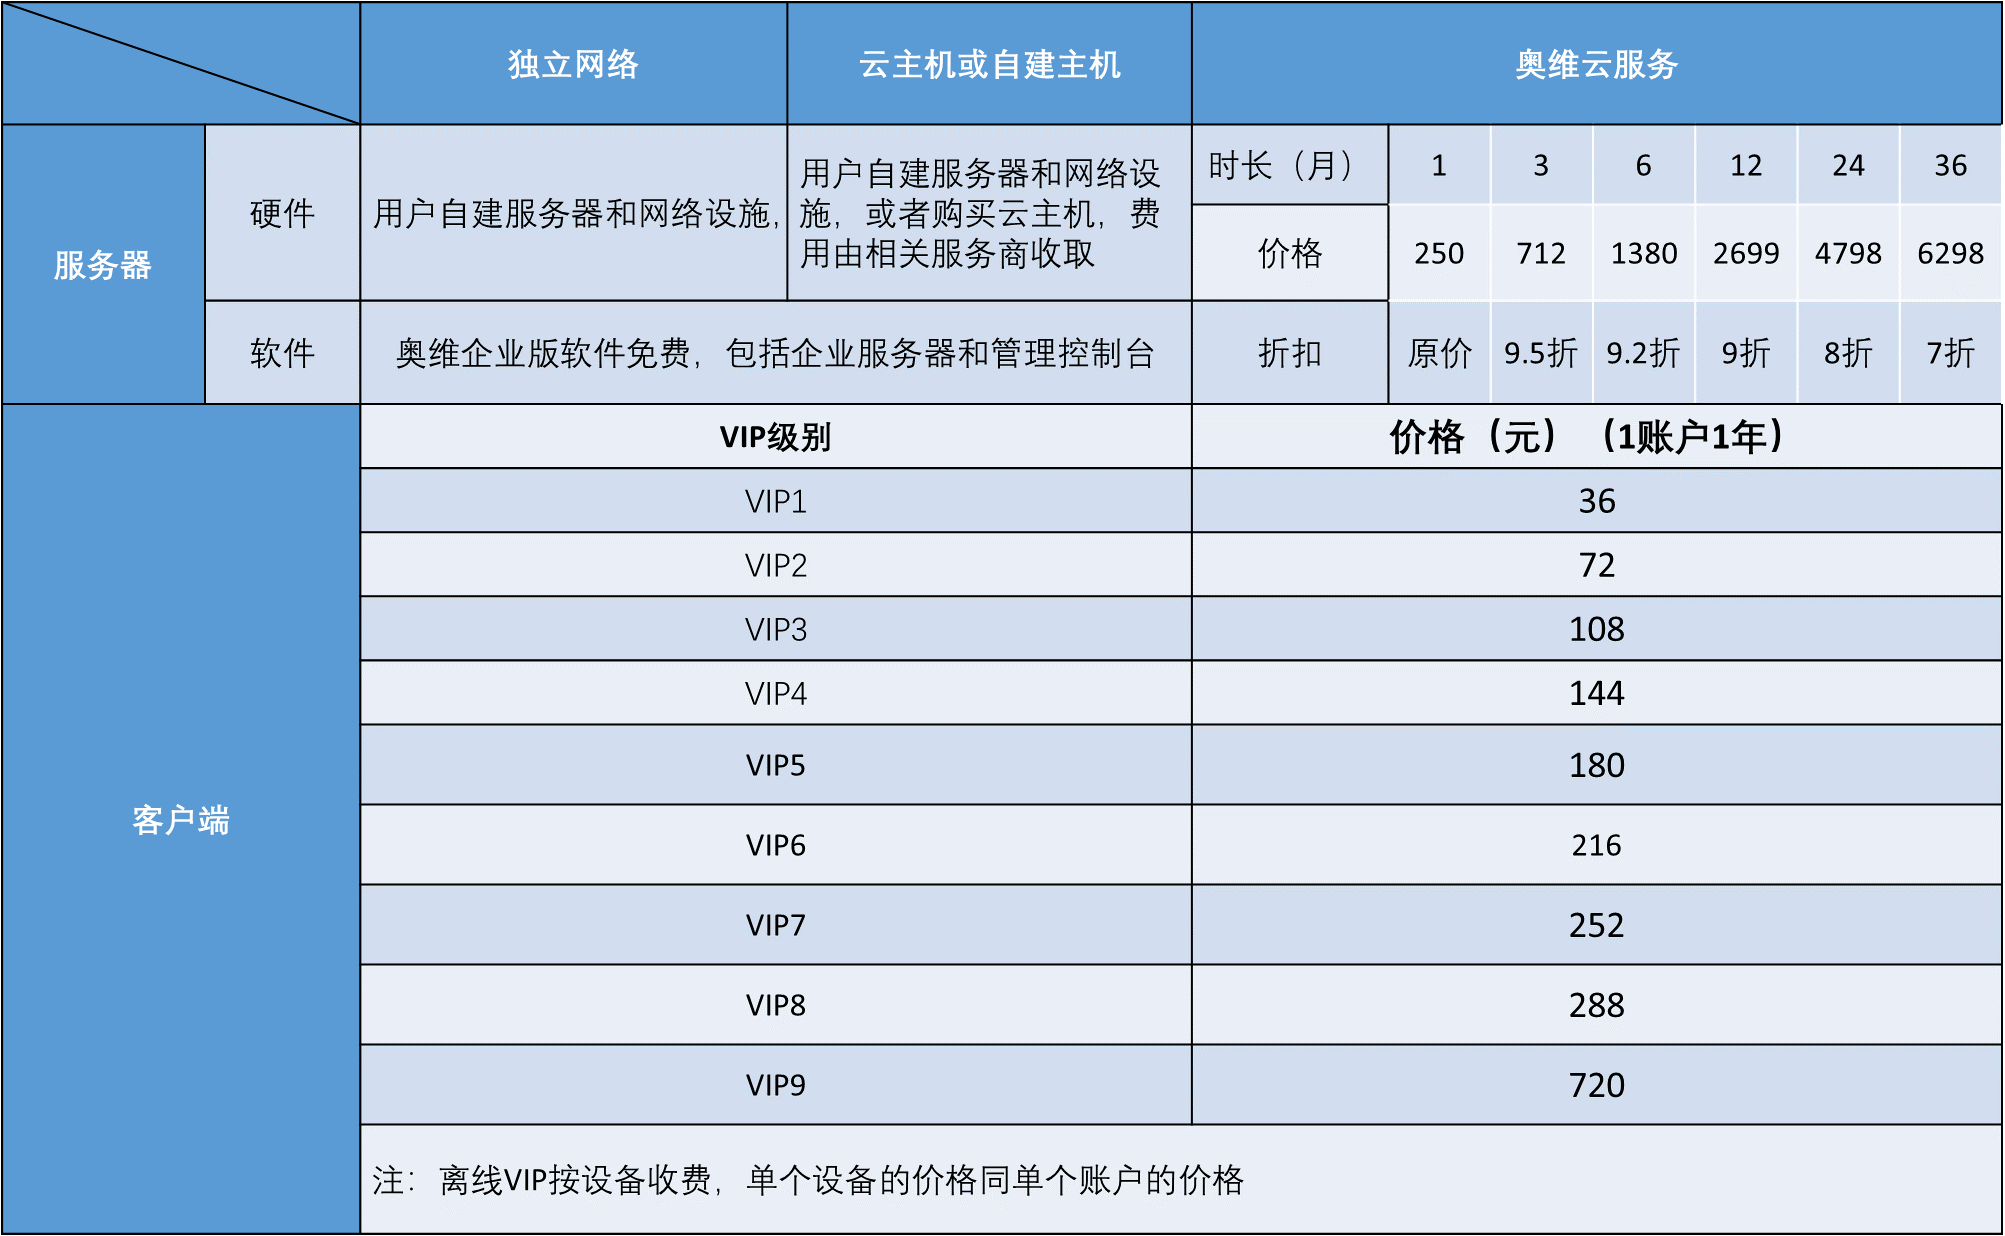 独立网络
云主机或自建主机
奥维云服务
服务器
硬件
用户自建服务器和网络设施,
用户自建服务器和网络设
施，或者购买云主机，费
用由相关服务商收取
时长（月） 1 3 6 12 24 36
价格 250 712 1380 2699 4798 6298
软件
奥维企业版软件免费，包括企业服务器和管理控制台
折扣 原价 9.5折 9.2折 9折 8折 7折
客户端
VIP级别 价格（元）（1账户1年）
VIP1 36
VIP2 72
VIP3 108
VIP4 144
VIP5 180
VIP6 216
VIP7 252
VIP8 288
VIP9 720
注：离线VIP按设备收费，单个设备的价格同单个账户的价格